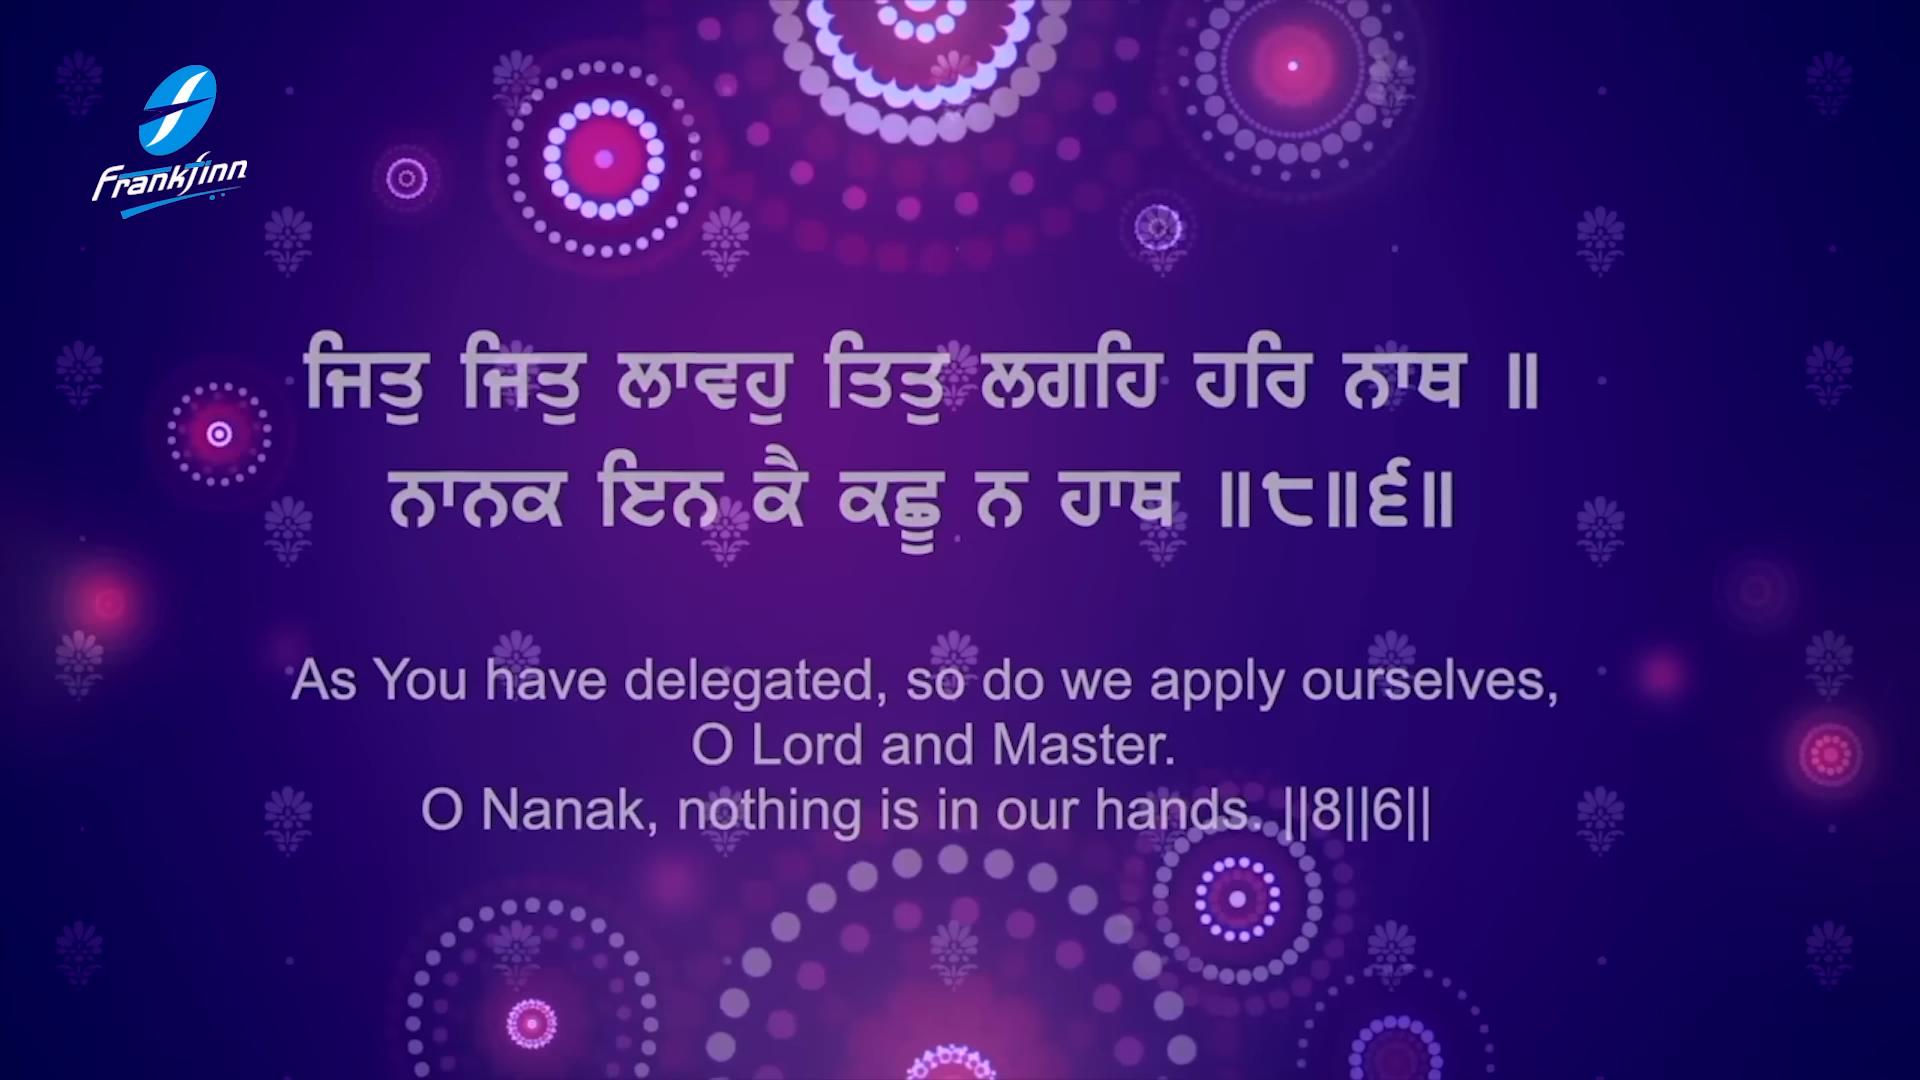 Frankfinn
ਜਿਤੁ ਜਿਤੁ ਲਾਵਹੁ ਤਿਤੁ ਲਗਹਿ ਹਰਿ ਨਾਥ ॥
ਨਾਨਕ ਇਨ ਕੈ ਕਛੂ ਨ ਹਾਥ ॥੮॥੬॥
As You have delegated, so do we apply ourselves,
O Lord and Master.
O Nanak, nothing is in our hands. ||8||6||